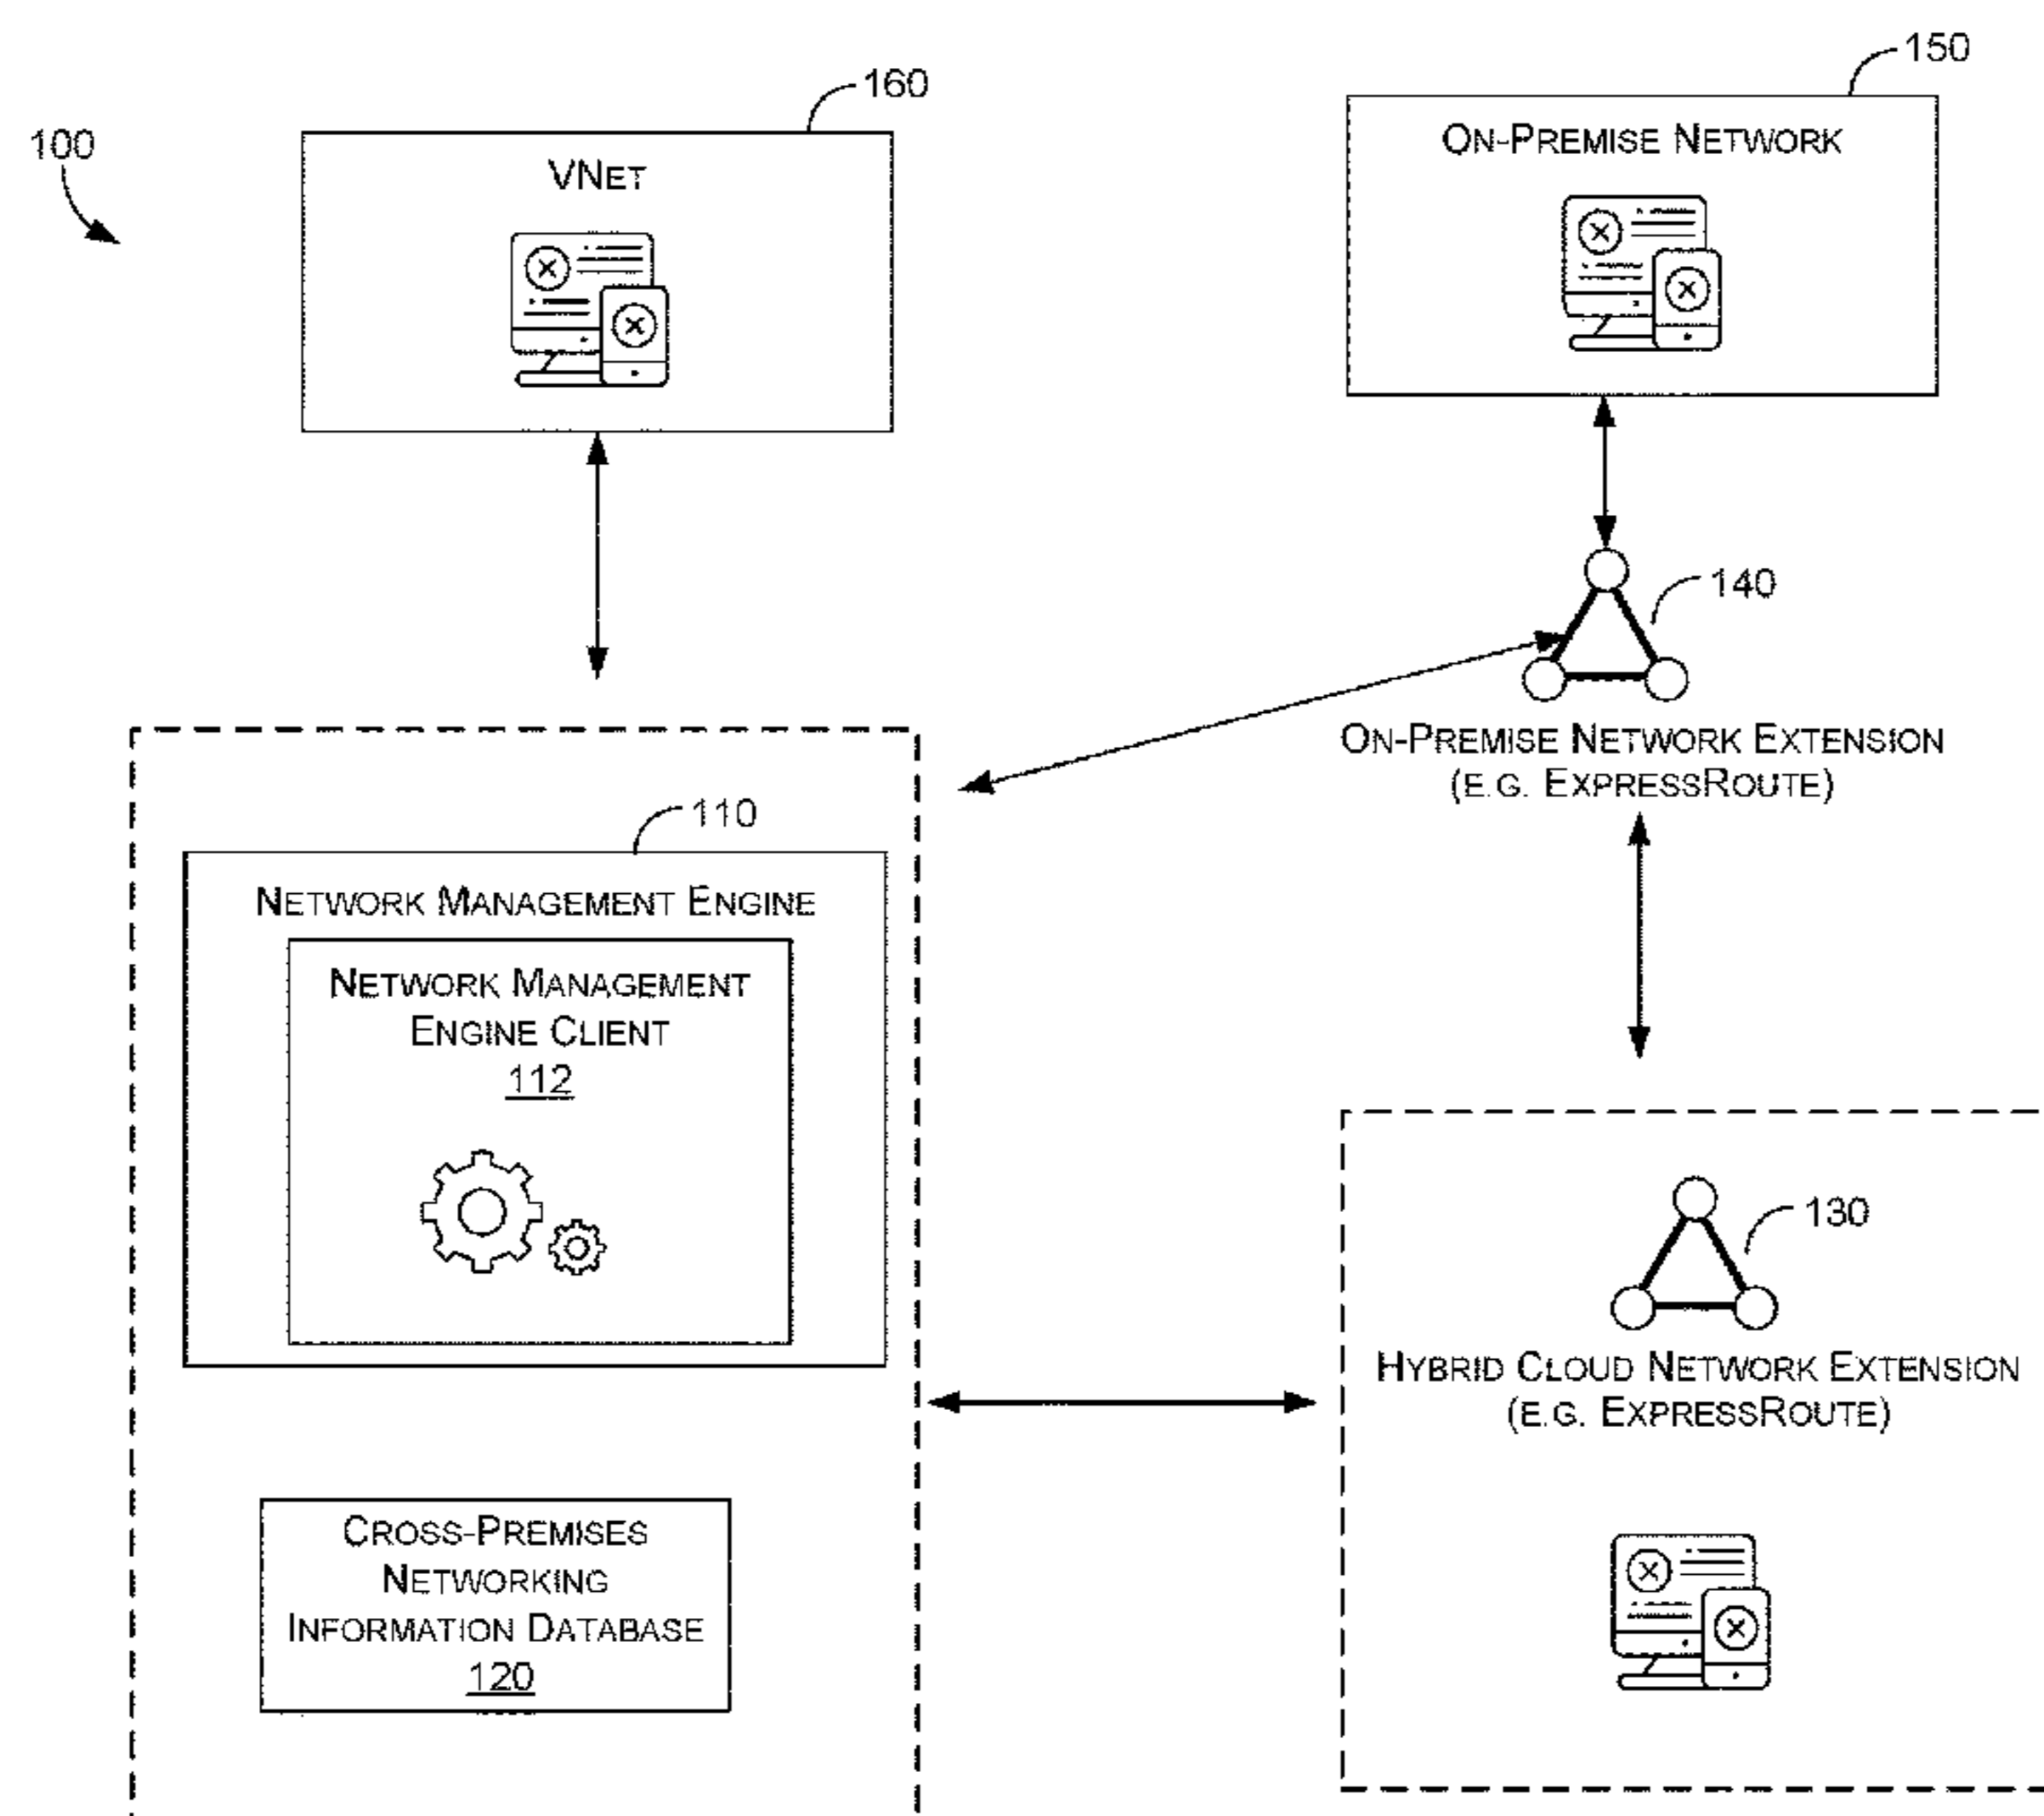 100
160
VNET
150
ON-PREMISE NETWORK
140
ON-PREMISE NETWORK EXTENSION
(E.G. EXPRESSROUTE)
110
NETWORK MANAGEMENT ENGINE
NETWORK MANAGEMENT
ENGINE CLIENT
112
130
HYBRID CLOUD NETWORK EXTENSION
(E.G. EXPRESSROUTE)
CROSS-PREMISES
NETWORKING
INFORMATION DATABASE
120